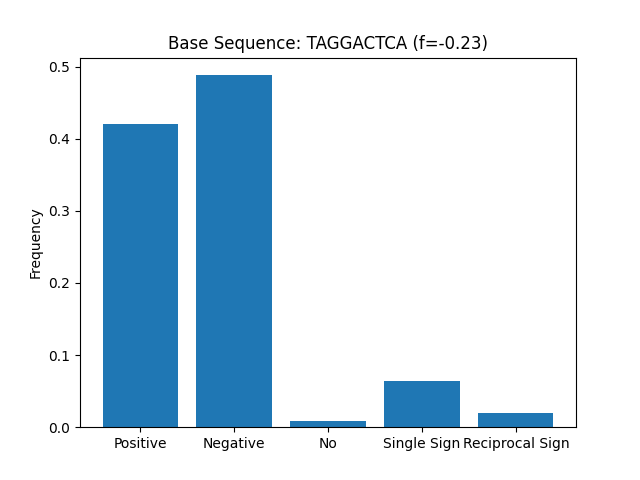 Base Sequence: TAGGACTCA (f=-0.23)
0.5
0.4
0.3
0.2
0.1
0.0
Frequency
Positive Negative No Single Sign Reciprocal Sign